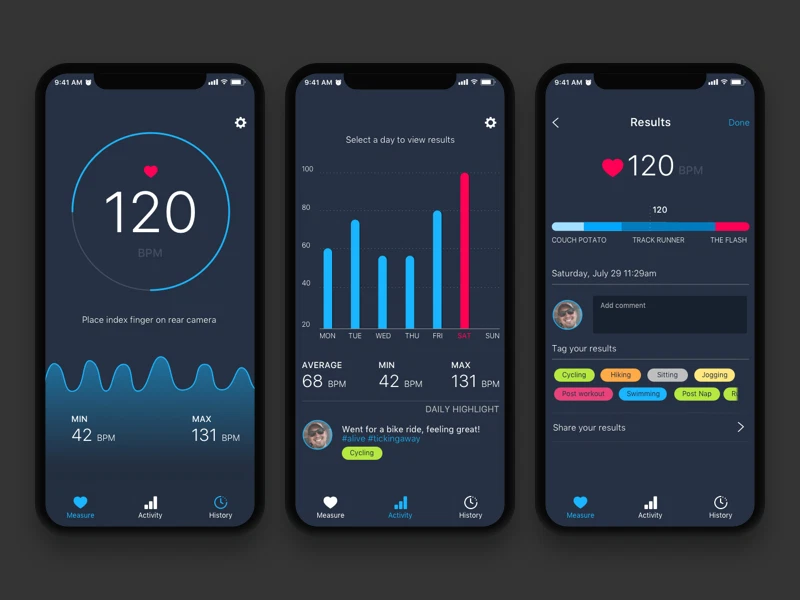 9:41 AM
120
BPM
Place index finger on rear camera
MIN
42 BPM
MAX
131 BPM
Measure
Activity
History
9:41 AM
Select a day to view results
100
80
60
40
20
MON TUE WED THU FRI SAT SUN
AVERAGE
68 BPM
MIN
42 BPM
MAX
131 BPM
DAILY HIGHLIGHT
Went for a bike ride, feeling great!
#alive #tickingaway
Cycling
Measure
Activity
History
9:41 AM
Results
Done
120 BPM
120
COUCH POTATO TRACK RUNNER THE FLASH
Saturday, July 29 11:29am
Add comment
Tag your results
Cycling Hiking Sitting Jogging
Post workout Swimming Post Nap
Share your results
Measure
Activity
History